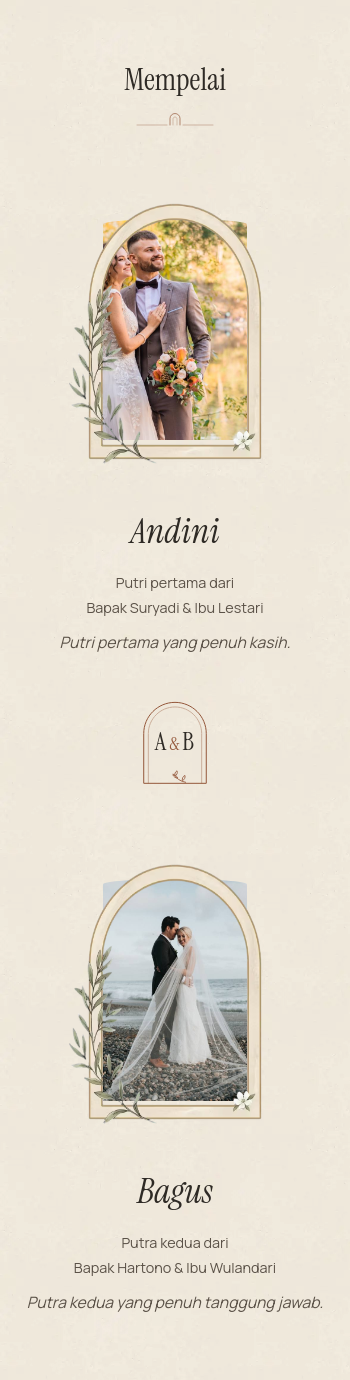 Mempelai
Andini
Putri pertama dari
Bapak Suryadi & Ibu Lestari
Putri pertama yang penuh kasih.
A & B
Bagus
Putra kedua dari
Bapak Hartono & Ibu Wulandari
Putra kedua yang penuh tanggung jawab.